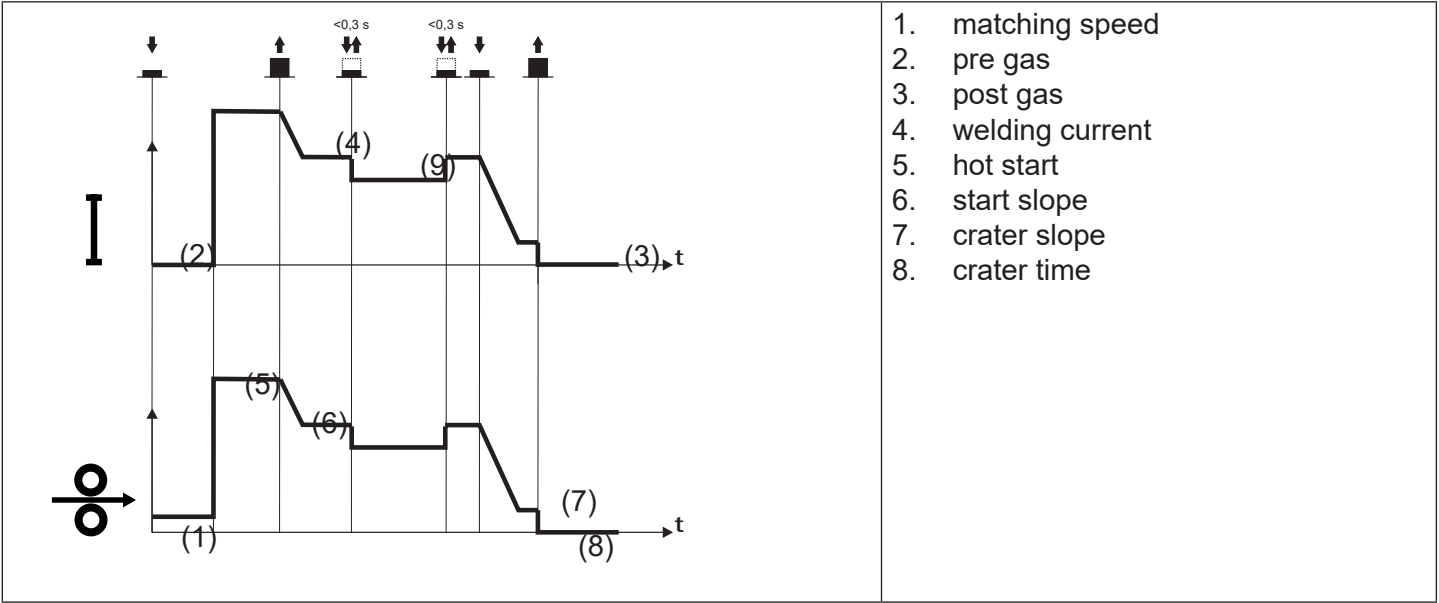 <0,3 s <0,3 s
(4)
(9)
(2) (3) t
(5)
(6)
(7)
t
(1) (8)
1. matching speed
2. pre gas
3. post gas
4. welding current
5. hot start
6. start slope
7. crater slope
8. crater time